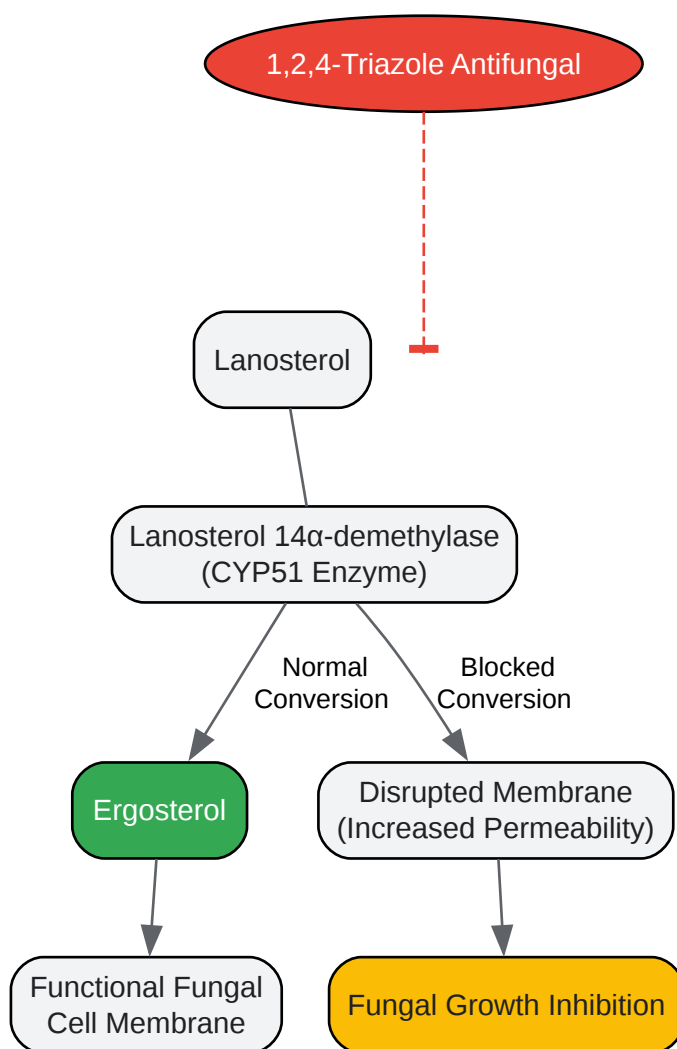 1,2,4-Triazole Antifungal
Lanosterol
Lanosterol 14α-demethylase
(CYP51 Enzyme)
Normal
Conversion
Blocked
Conversion
Ergosterol
Disrupted Membrane
(Increased Permeability)
Functional Fungal
Cell Membrane
Fungal Growth Inhibition